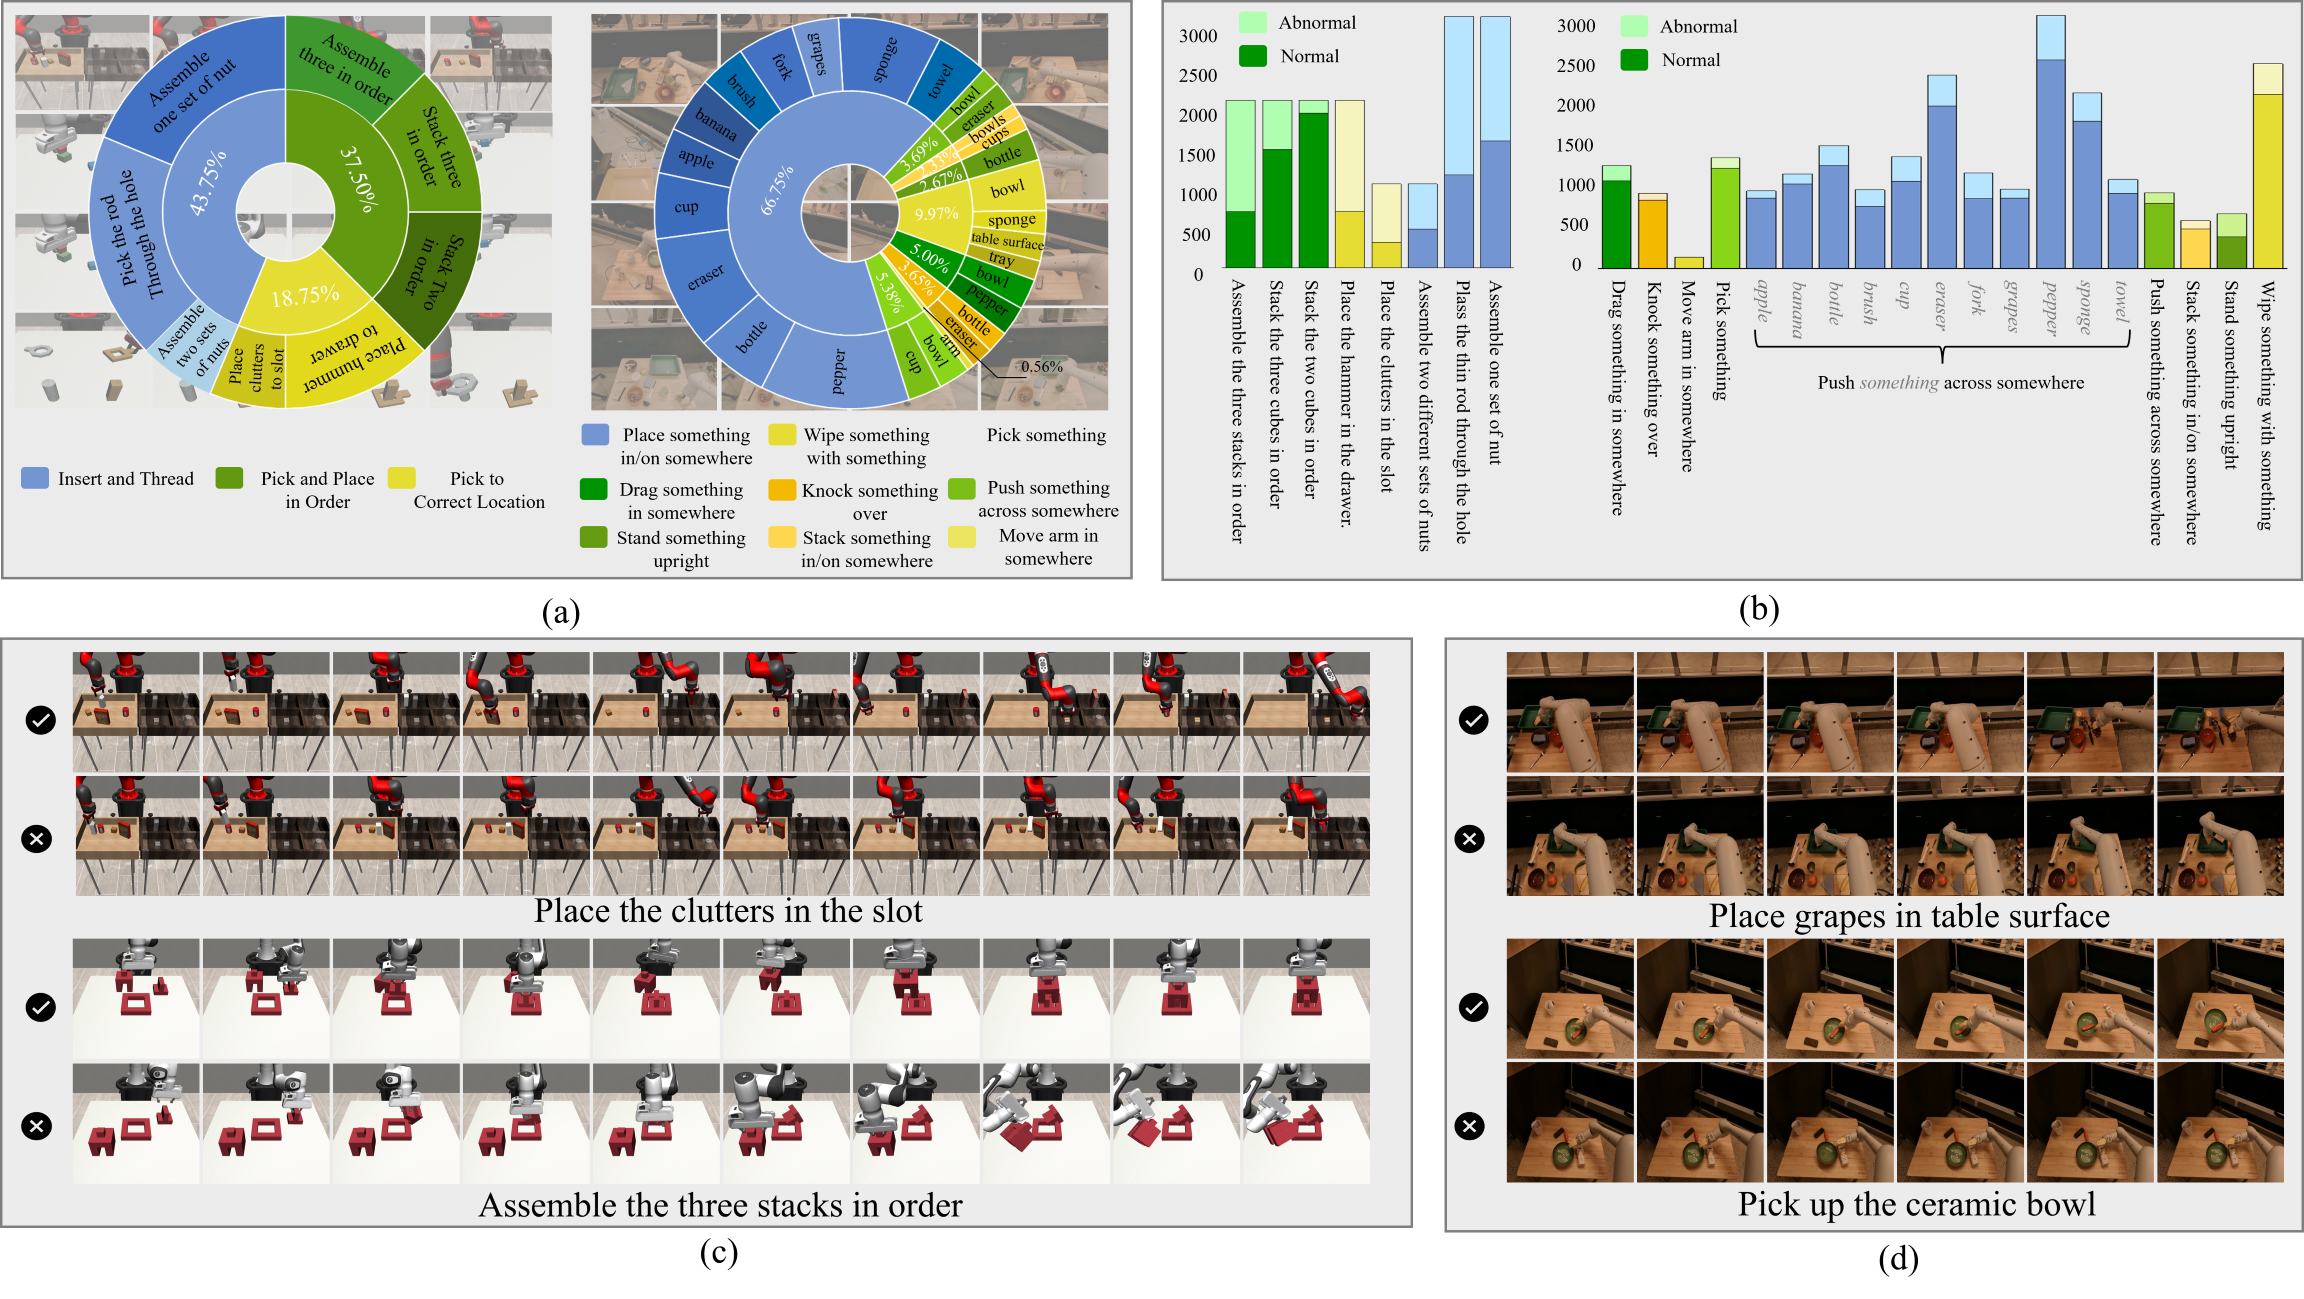 Assemble
one set of nut
Assemble
three in order
Stack three
in order
Stack Two
in order
Place hummer
to drawer
Place
clutters
to slot
Assemble
two sets
of nuts
Pick the rod
Through the hole
43.75%
37.50%
18.75%
Insert and Thread
Pick and Place
in Order
Pick to
Correct Location
grapes
sponge
towel
bowl
eraser
bowls
cups
bottle
bowl
sponge
table surface
tray
bowl
pepper
bottle
eraser
arm
bowl
cup
pepper
bottle
eraser
cup
apple
banana
brush
fork
66.75%
3.69%
2.33%
2.67%
9.97%
5.00%
3.65%
5.38%
0.56%
Place something
in/on somewhere
Wipe something
with something
Pick something
Drag something
in somewhere
Knock something
over
Push something
across somewhere
Stand something
upright
Stack something
in/on somewhere
Move arm in
somewhere
(a)
Abnormal
Normal
3000
2500
2000
1500
1000
500
0
Assemble the three stacks in order
Stack the three cubes in order
Stack the two cubes in order
Place the hammer in the drawer.
Place the clutters in the slot
Assemble two different sets of nuts
Plass the thin rod through the hole
Assemble one set of nut
Abnormal
Normal
3000
2500
2000
1500
1000
500
0
Drag something in somewhere
Knock something over
Move arm in somewhere
Pick something
apple
banana
bottle
brush
cup
eraser
fork
grapes
pepper
sponge
towel
Push something across somewhere
Push something across somewhere
Stack something in/on somewhere
Stand something upright
Wipe something with something
(b)
Place the clutters in the slot
Assemble the three stacks in order
(c)
Place grapes in table surface
Pick up the ceramic bowl
(d)